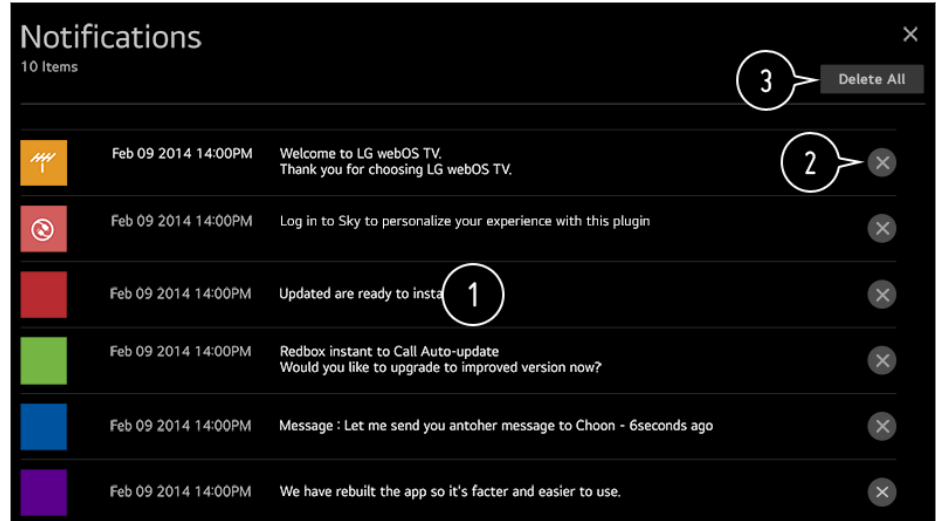 Notifications
10 Items
3
Delete All
Feb 09 2014 14:00PM
Welcome to LG webOS TV.
Thank you for choosing LG webOS TV.
2
Feb 09 2014 14:00PM
Log in to Sky to personalize your experience with this plugin
Feb 09 2014 14:00PM
Updated are ready to insta
1
Feb 09 2014 14:00PM
Redbox instant to Call Auto-update
Would you like to upgrade to improved version now?
Feb 09 2014 14:00PM
Message : Let me send you antoher message to Choon - 6seconds ago
Feb 09 2014 14:00PM
We have rebuilt the app so it's facter and easier to use.